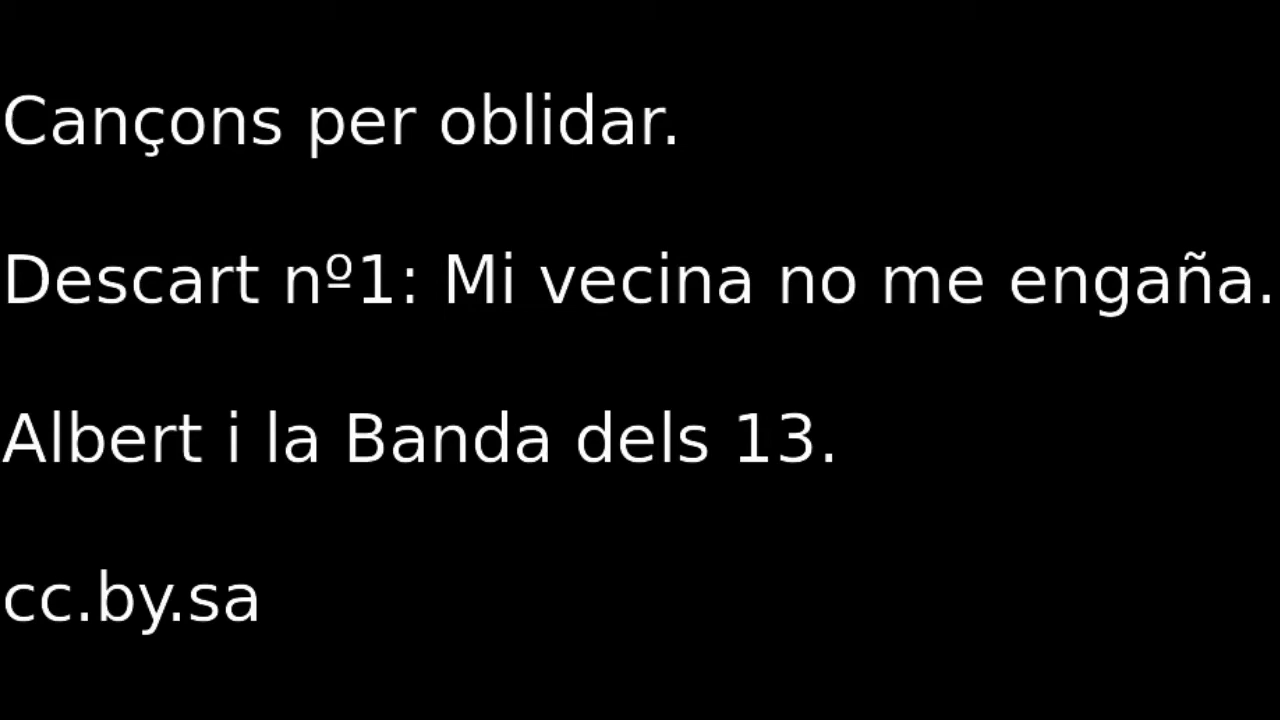 Cançons per oblidar.
Descart nº1: Mi vecina no me engaña.
Albert i la Banda dels 13.
cc.by.sa